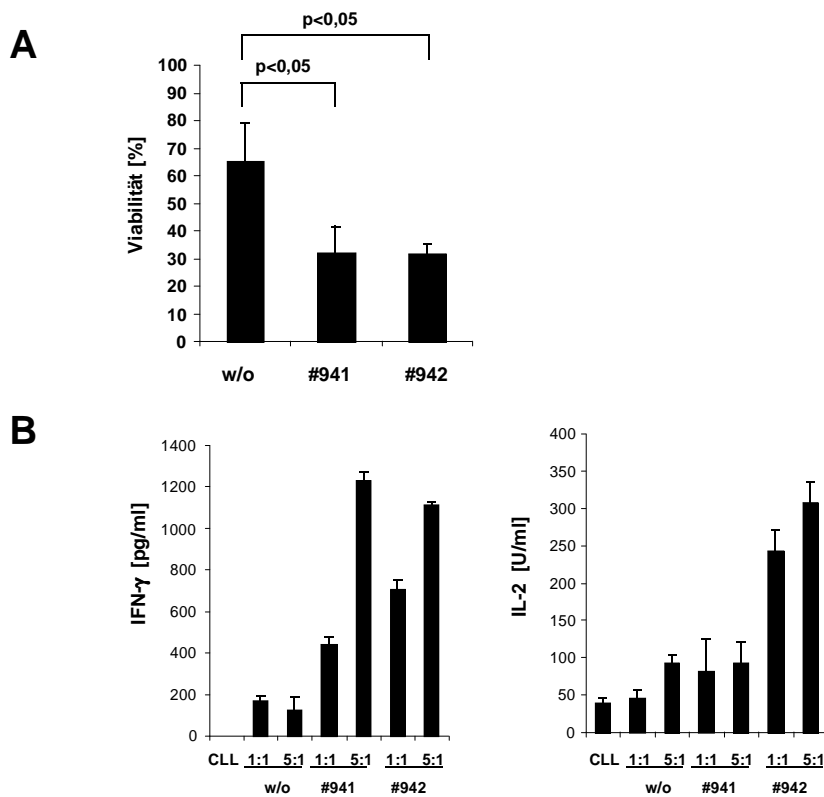 A
p<0,05
p<0,05
Viabilität [%]
100
90
80
70
60
50
40
30
20
10
0
w/o #941 #942
B
IFN-γ [pg/ml]
1400
1200
1000
800
600
400
200
0
CLL 1:1 5:1 1:1 5:1 1:1 5:1
w/o #941 #942
IL-2 [U/ml]
400
350
300
250
200
150
100
50
0
CLL 1:1 5:1 1:1 5:1 1:1 5:1
w/o #941 #942